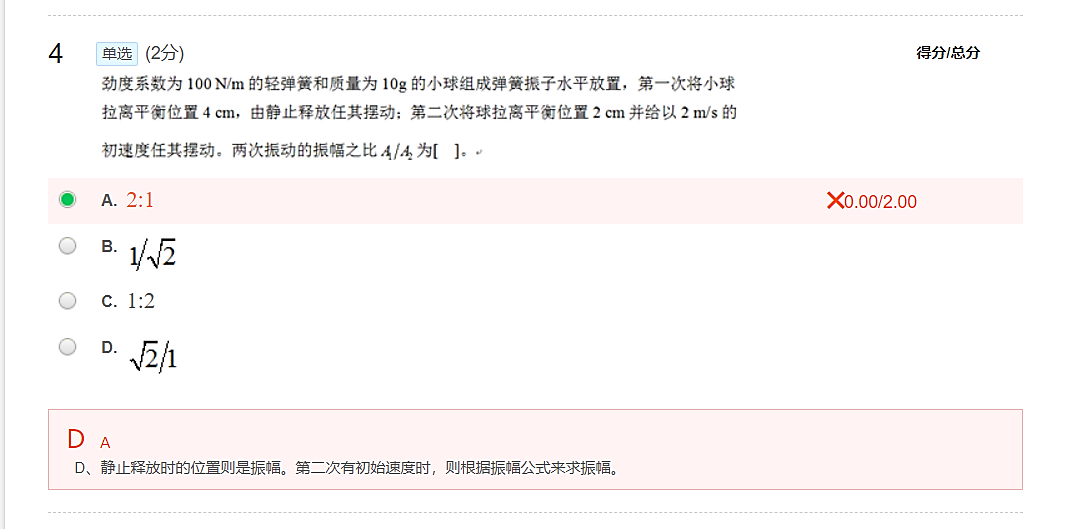 4 单选 (2分) 得分/总分
劲度系数为 100 N/m 的轻弹簧和质量为 10g 的小球组成弹簧振子水平放置，第一次将小球
拉离平衡位置 4 cm，由静止释放任其摆动；第二次将球拉离平衡位置 2 cm 并给以 2 m/s 的
初速度任其摆动。两次振动的振幅之比 A₁/A₂ 为[ ]。
A. 2:1 ×0.00/2.00
B. 1/√2
C. 1:2
D. √2/1
D A
D、静止释放时的位置则是振幅。第二次有初始速度时，则根据振幅公式来求振幅。